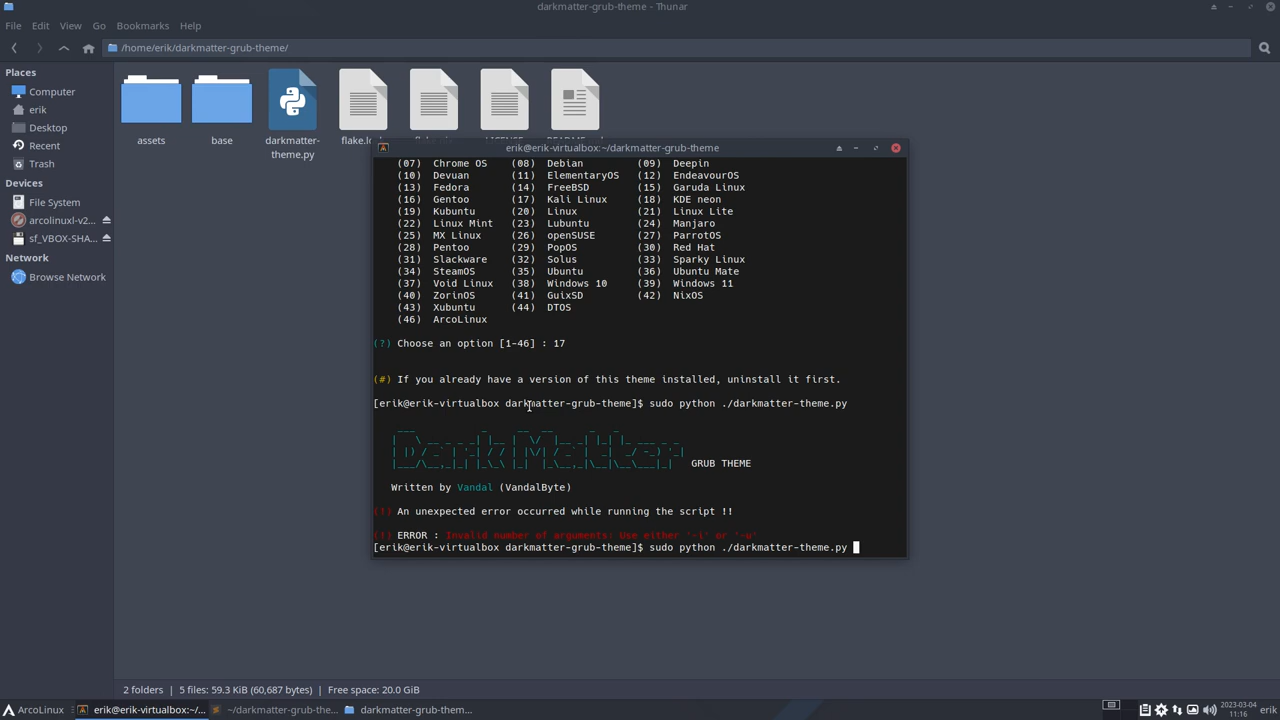 darkmatter-grub-theme - Thunar
File Edit View Go Bookmarks Help
/home/erik/darkmatter-grub-theme/
Places
Computer
erik
Desktop
Recent
Trash
Devices
File System
arcolinuxl-v2...
sf_VBOX-SHA...
Network
Browse Network
assets
base
darkmatter-
theme.py
flake.lo
erik@erik-virtualbox:~/darkmatter-grub-theme
(07) Chrome OS (08) Debian (09) Deepin
(10) Devuan (11) ElementaryOS (12) EndeavourOS
(13) Fedora (14) FreeBSD (15) Garuda Linux
(16) Gentoo (17) Kali Linux (18) KDE neon
(19) Kubuntu (20) Linux (21) Linux Lite
(22) Linux Mint (23) Lubuntu (24) Manjaro
(25) MX Linux (26) openSUSE (27) ParrotOS
(28) Pentoo (29) PopOS (30) Red Hat
(31) Slackware (32) Solus (33) Sparky Linux
(34) SteamOS (35) Ubuntu (36) Ubuntu Mate
(37) Void Linux (38) Windows 10 (39) Windows 11
(40) ZorinOS (41) GuixSD (42) NixOS
(43) Xubuntu (44) DTOS
(46) ArcoLinux
(?) Choose an option [1-46] : 17
(#) If you already have a version of this theme installed, uninstall it first.
[erik@erik-virtualbox darkmatter-grub-theme]$ sudo python ./darkmatter-theme.py
DarkMatter GRUB THEME
Written by Vandal (VandalByte)
(!) An unexpected error occurred while running the script !!
(!) ERROR : Invalid number of arguments: Use either '-i' or '-u'
[erik@erik-virtualbox darkmatter-grub-theme]$ sudo python ./darkmatter-theme.py
2 folders | 5 files: 59.3 KiB (60,687 bytes) | Free space: 20.0 GiB
ArcoLinux
erik@erik-virtualbox:~/...
~/darkmatter-grub-the...
darkmatter-grub-them...
2023-03-04
11:16
erik